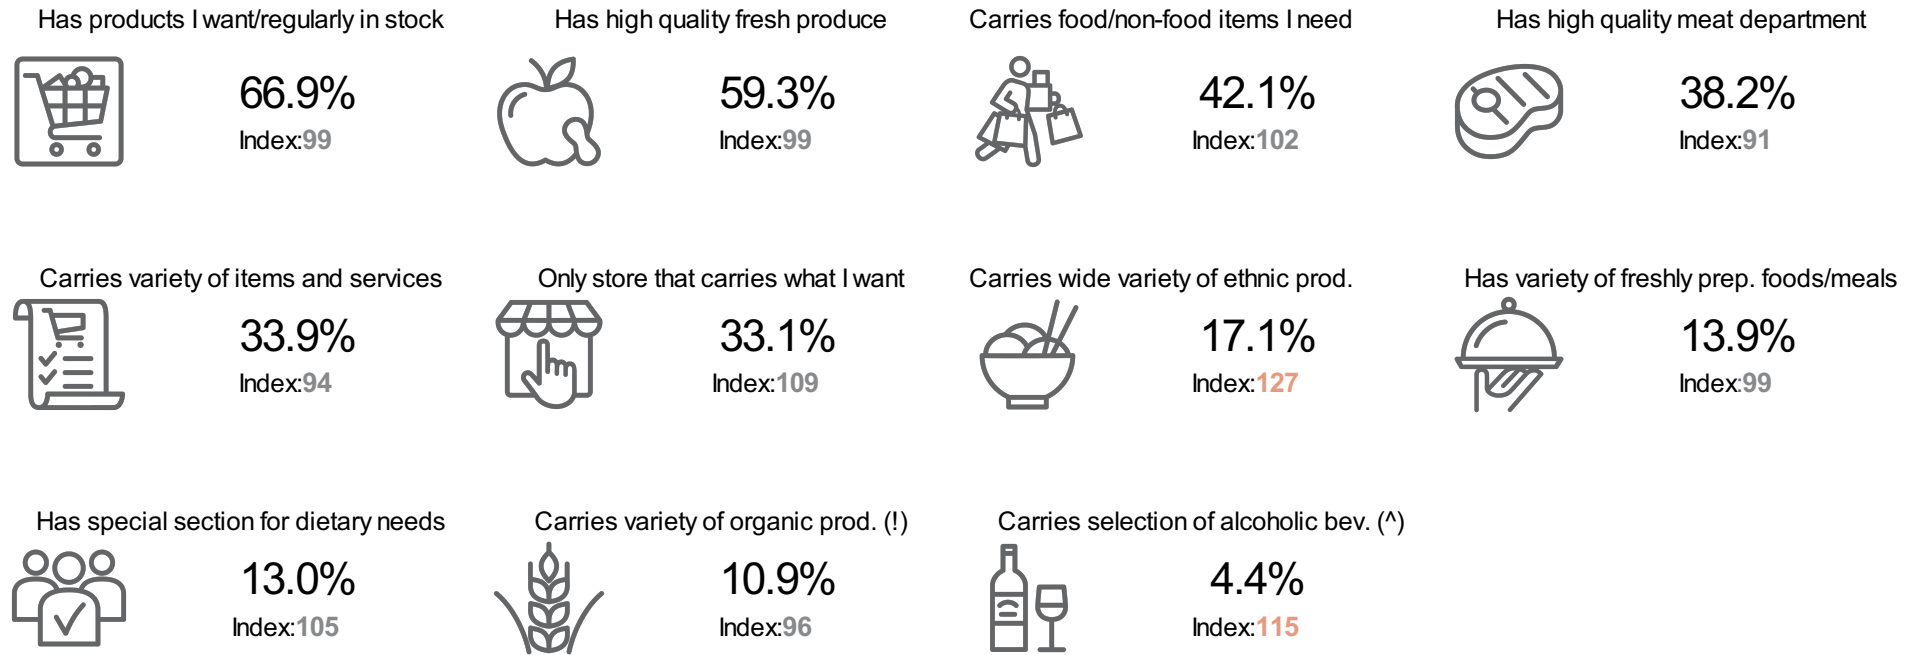 Has products I want/regularly in stock
66.9%
Index:99
Has high quality fresh produce
59.3%
Index:99
Carries food/non-food items I need
42.1%
Index:102
Has high quality meat department
38.2%
Index:91
Carries variety of items and services
33.9%
Index:94
Only store that carries what I want
33.1%
Index:109
Carries wide variety of ethnic prod.
17.1%
Index:127
Has variety of freshly prep. foods/meals
13.9%
Index:99
Has special section for dietary needs
13.0%
Index:105
Carries variety of organic prod. (!)
10.9%
Index:96
Carries selection of alcoholic bev. (^)
4.4%
Index:115